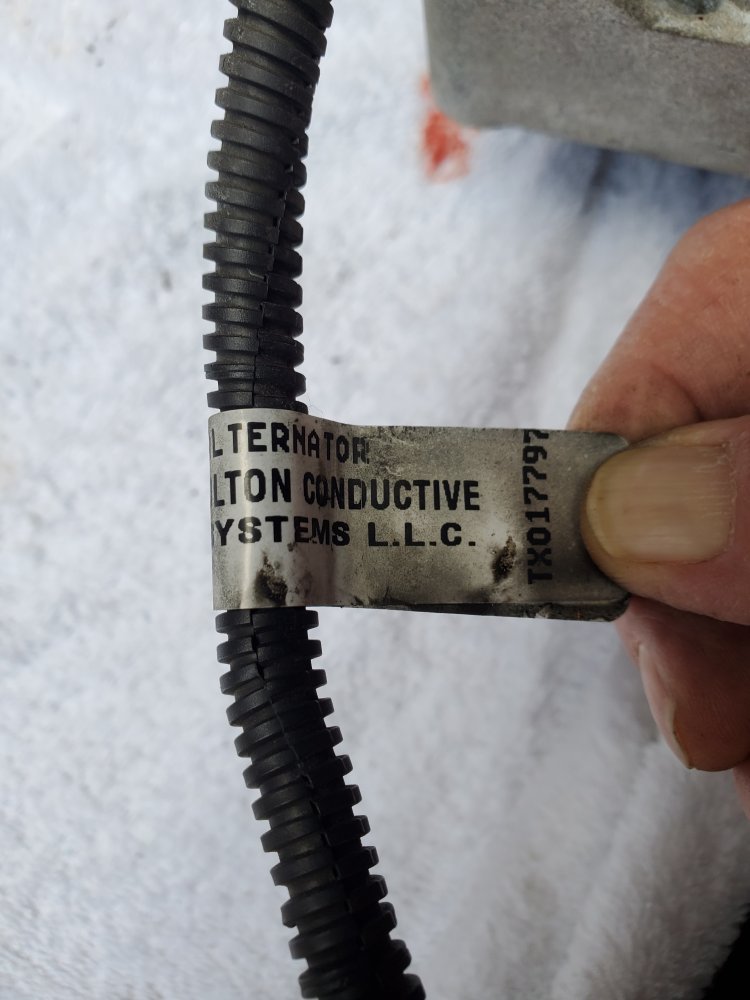 LTERNATOR
LTON CONDUCTIVE
YSTEMS L.L.C.
TX017797